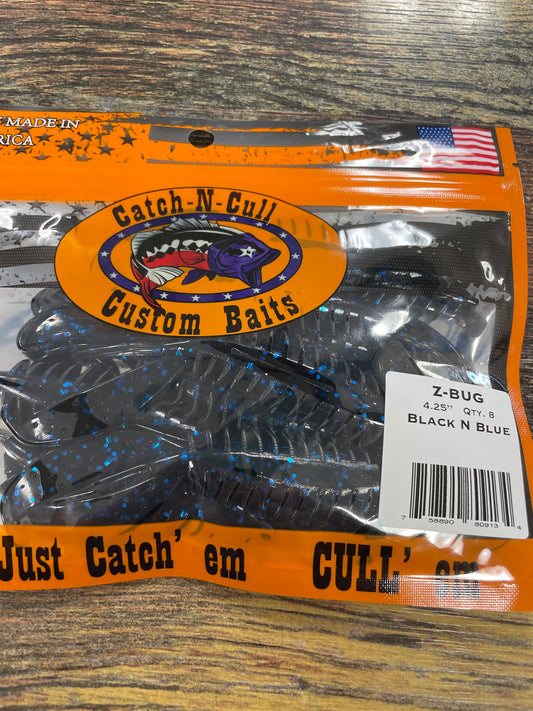 MADE IN
RICA
Catch-N-Cull
Custom Baits
Z-BUG
4.25" QTY. 8
BLACK N BLUE
7 58890 80913 4
Just Catch' em CULL' em